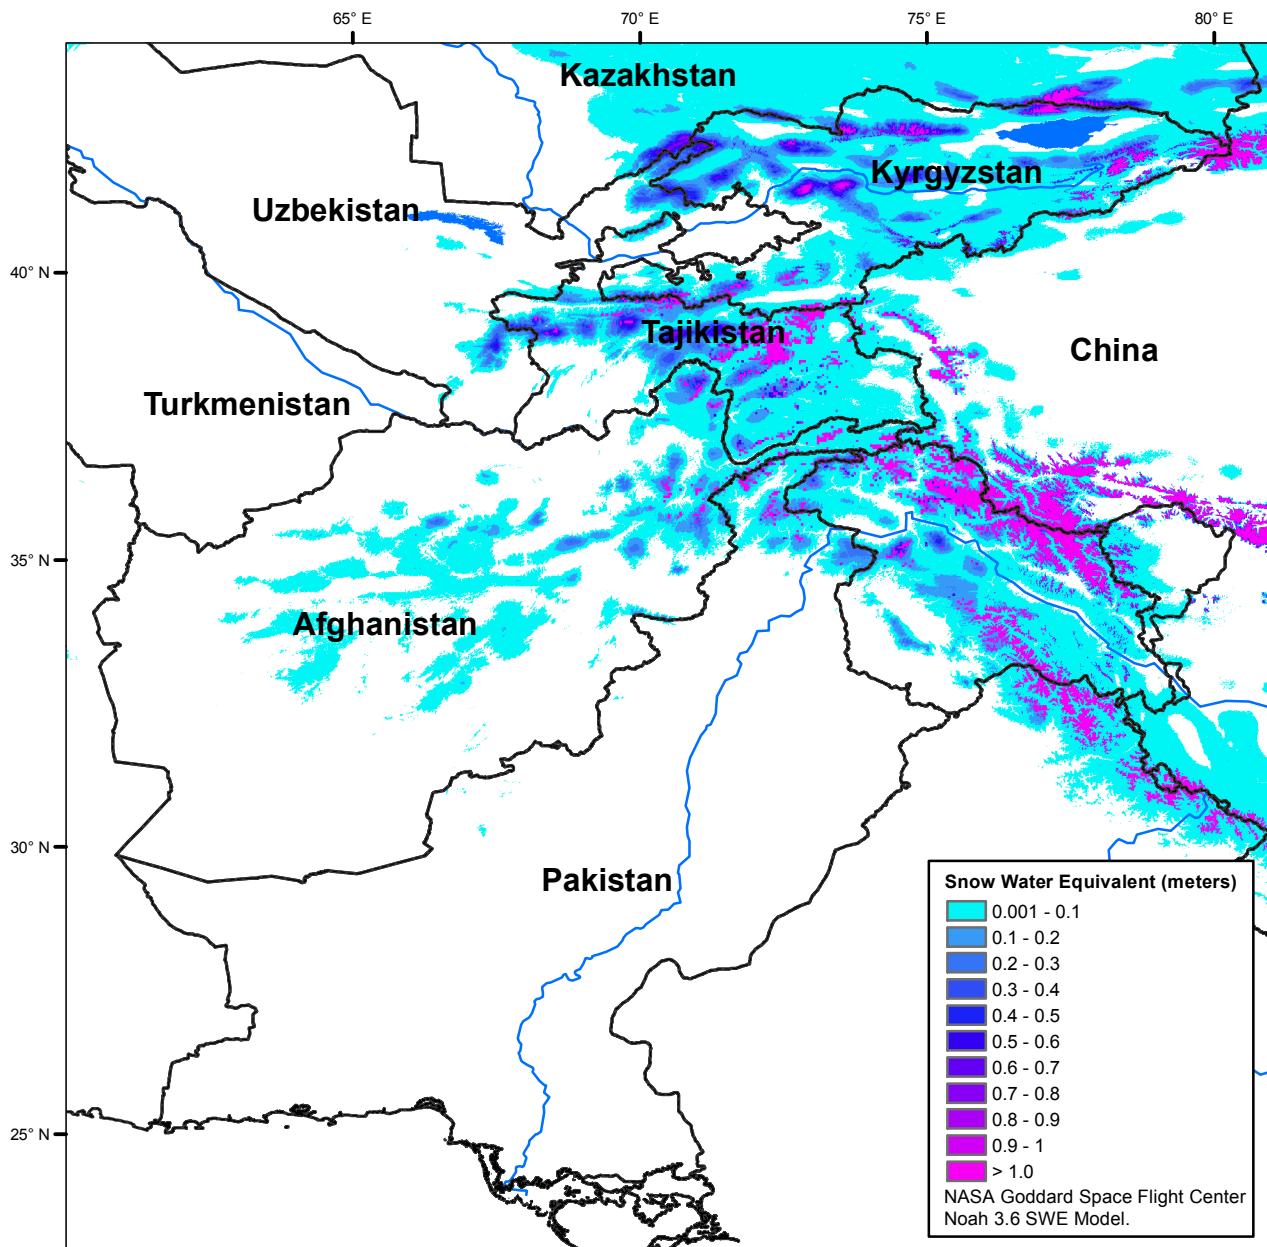 65° E
70° E
75° E
80° E
Kazakhstan
Kyrgyzstan
Uzbekistan
40° N
Tajikistan
China
Turkmenistan
35° N
Afghanistan
30° N
Pakistan
25° N
Snow Water Equivalent (meters)
0.001 - 0.1
0.1 - 0.2
0.2 - 0.3
0.3 - 0.4
0.4 - 0.5
0.5 - 0.6
0.6 - 0.7
0.7 - 0.8
0.8 - 0.9
0.9 - 1
> 1.0
NASA Goddard Space Flight Center
Noah 3.6 SWE Model.